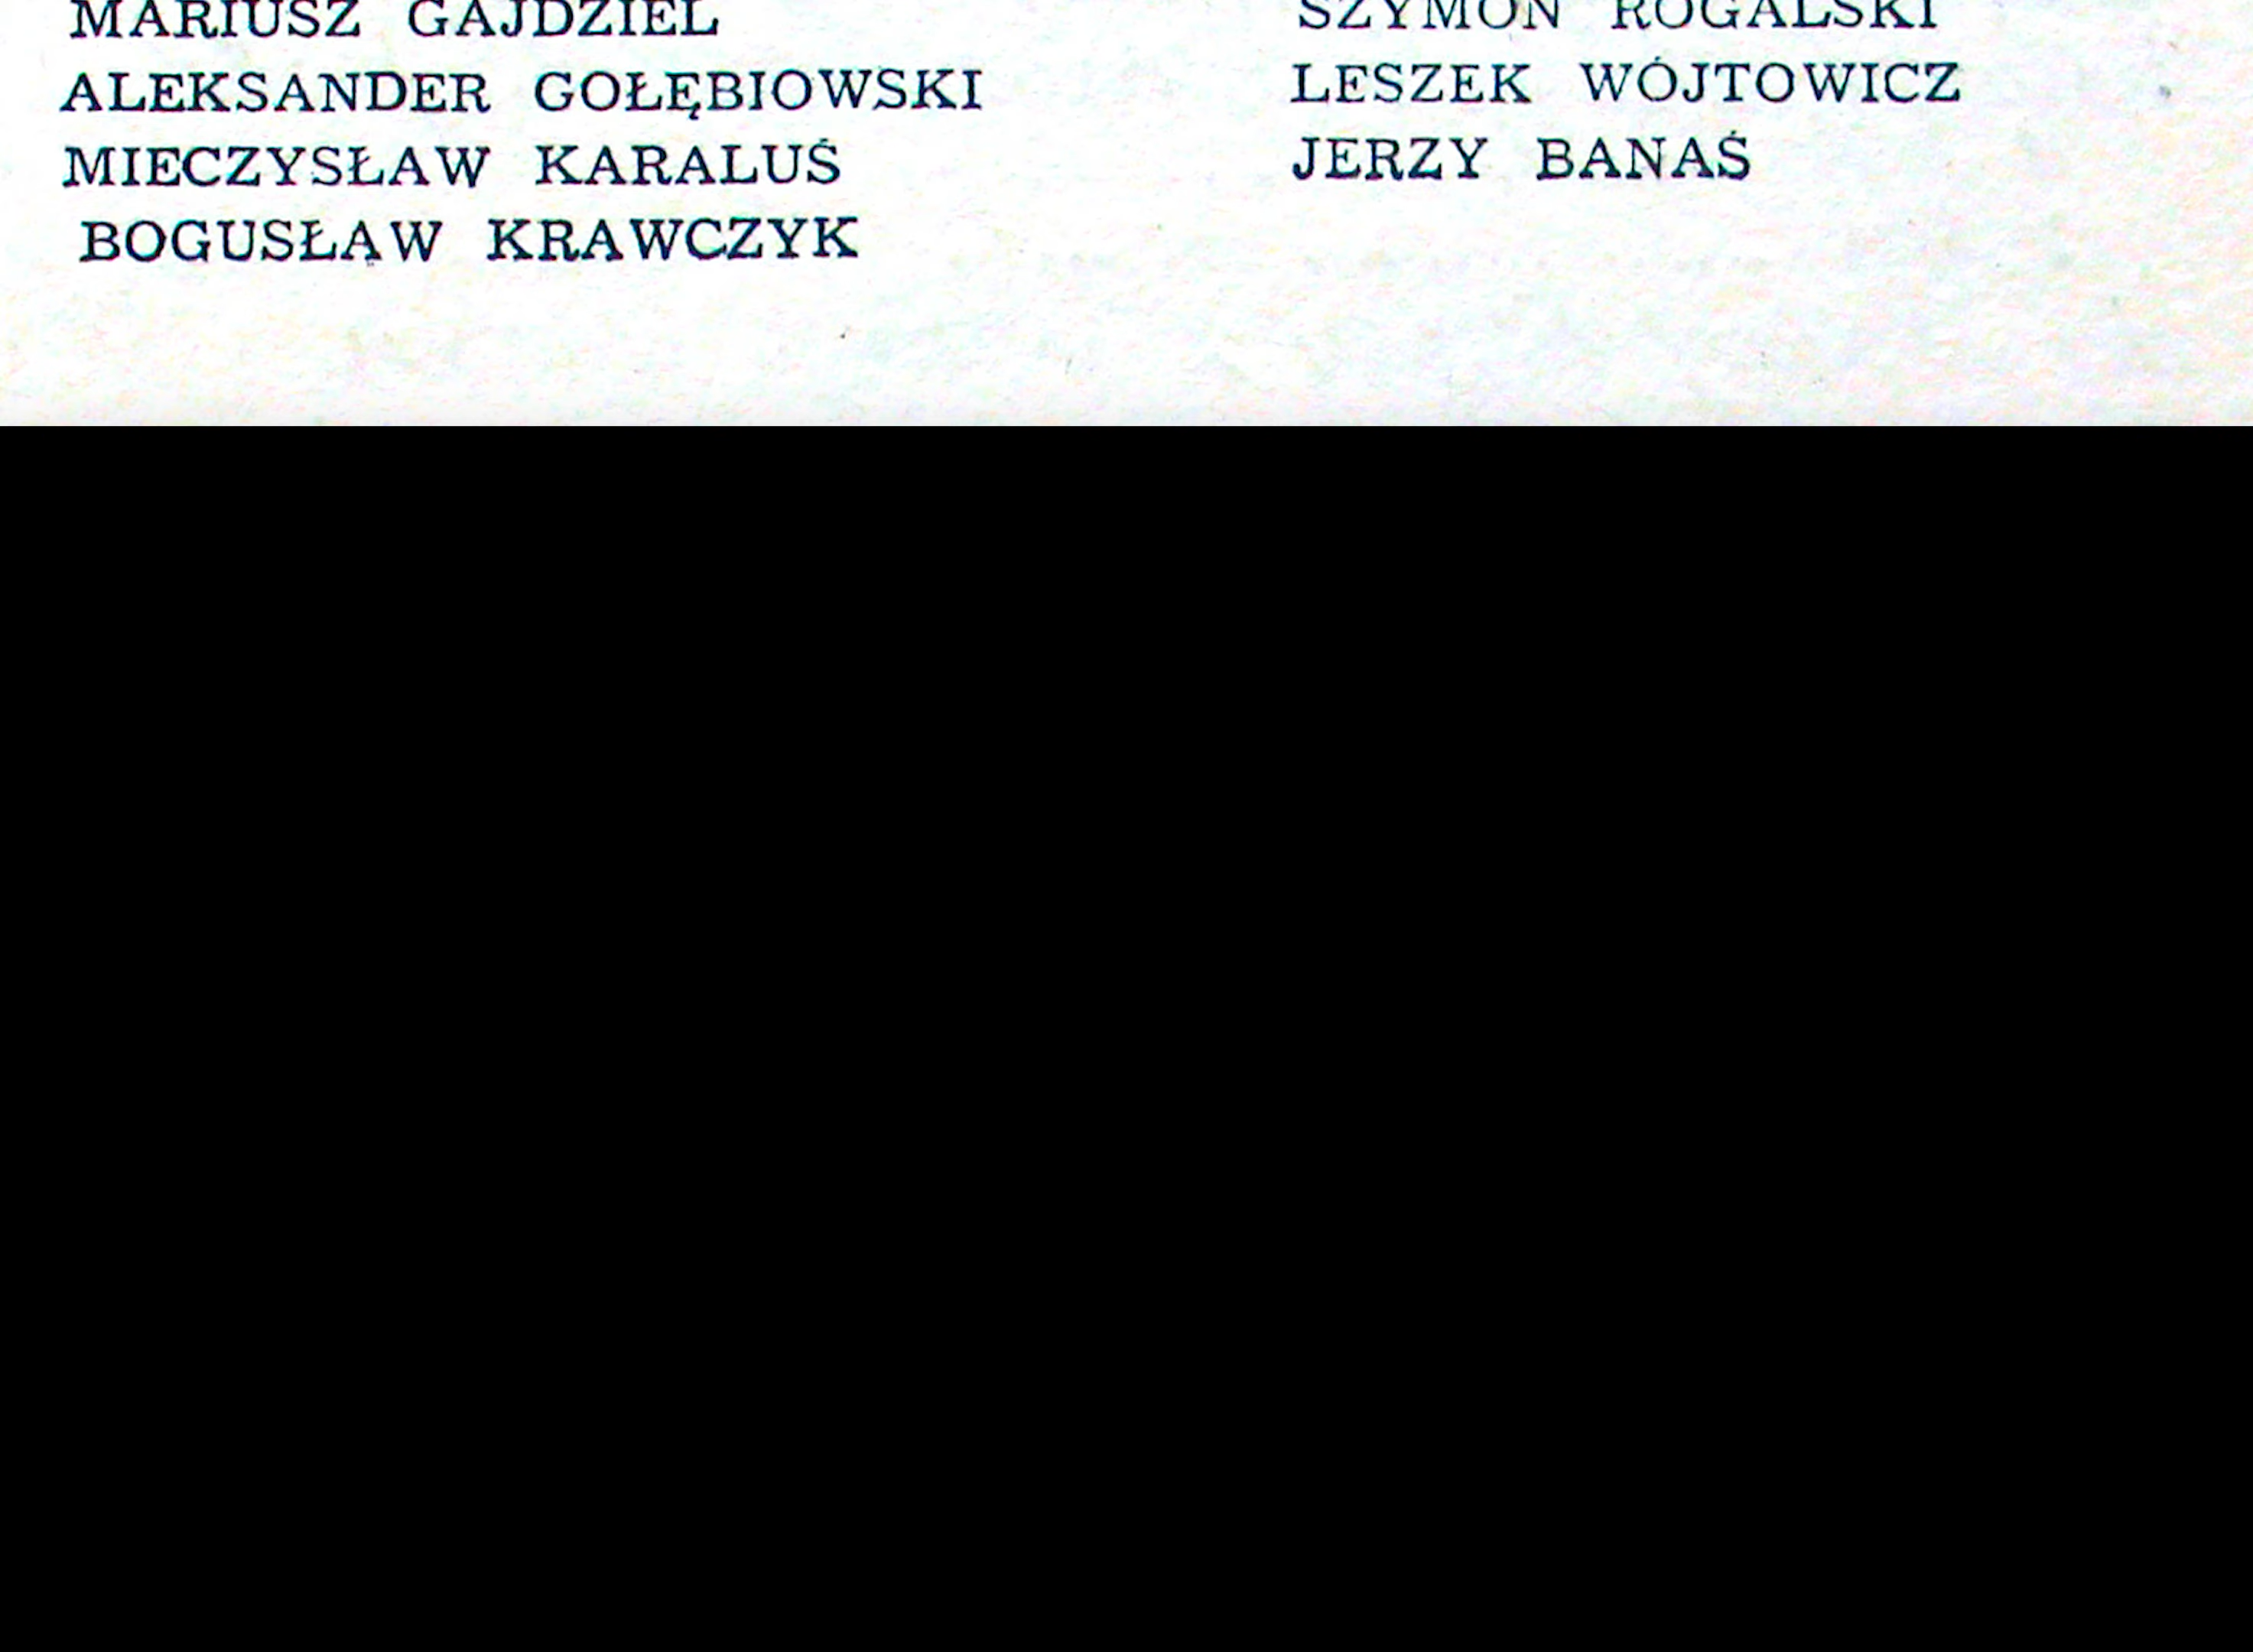 MARIUSZ GAJDZIEL
ALEKSANDER GOŁĘBIOWSKI
MIECZYSŁAW KARALUŚ
BOGUSŁAW KRAWCZYK
SZYMON ROGALSKI
LESZEK WÓJTOWICZ
JERZY BANAŚ